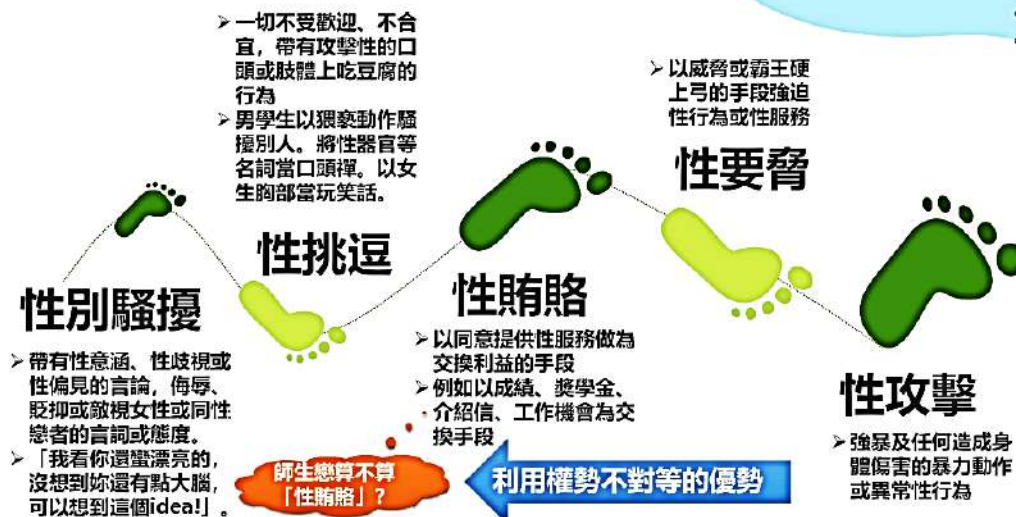 性別騷擾
➢ 帶有性意涵、性歧視或
性偏見的言論，侮辱、
貶抑或敵視女性或同性
戀者的言詞或態度。
➢ 「我看你還蠻漂亮的，
沒想到妳還有點大腦，
可以想到這個idea!」。
➢ 一切不受歡迎、不合
宜，帶有攻擊性的口
頭或肢體上吃豆腐的
行為
➢ 男學生以猥褻動作騷
擾別人。將性器官等
名詞當口頭禪。以女
生胸部當玩笑話。
性挑逗
性賄賂
➢ 以同意提供性服務做為
交換利益的手段
➢ 例如以成績、獎學金、
介紹信、工作機會為交
換手段
師生戀算不算
「性賄賂」?
利用權勢不對等的優勢
➢ 以威脅或霸王硬
上弓的手段強迫
性行為或性服務
性要脅
性攻擊
➢ 強暴及任何造成身
體傷害的暴力動作
或異常性行為